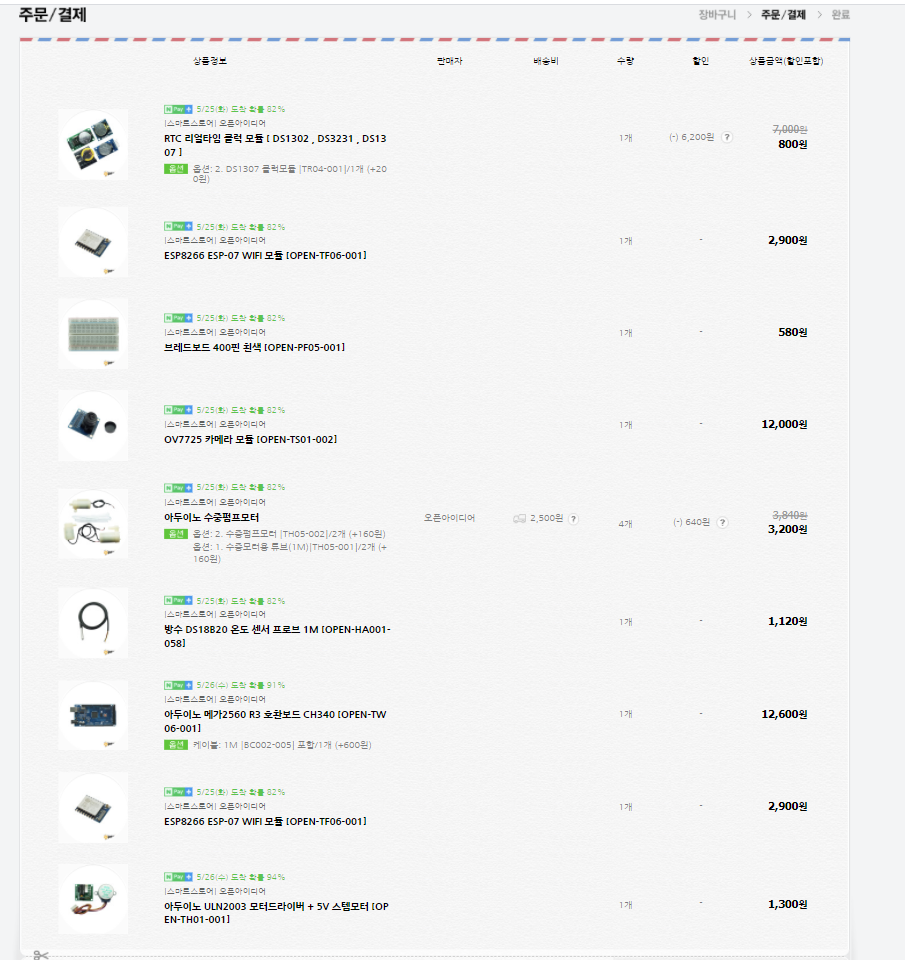 주문/결제
장바구니 > 주문/결제 > 완료
상품정보 판매자 배송비 수량 할인 상품금액(할인포함)
N Pay + 5/25(화) 도착 확률 82%
[스마트스토어] 오픈아이디어
RTC 리얼타임 클럭 모듈 [ DS1302 , DS3231 , DS13
07 ]
옵션 옵션: 2. DS1307 클럭모듈 |TR04-001|/1개 (+20
0원)
1개 (-) 6,200원 ?
7,000원
800원
N Pay + 5/25(화) 도착 확률 82%
[스마트스토어] 오픈아이디어
ESP8266 ESP-07 WIFI 모듈 [OPEN-TF06-001]
1개 - 2,900원
N Pay + 5/25(화) 도착 확률 82%
[스마트스토어] 오픈아이디어
브레드보드 400핀 흰색 [OPEN-PF05-001]
1개 - 580원
N Pay + 5/25(화) 도착 확률 82%
[스마트스토어] 오픈아이디어
OV7725 카메라 모듈 [OPEN-TS01-002]
1개 - 12,000원
N Pay + 5/25(화) 도착 확률 82%
[스마트스토어] 오픈아이디어
아두이노 수중펌프모터
옵션 옵션: 2. 수중펌프모터 |TH05-002|/2개 (+160원)
옵션: 1. 수중모터용 튜브(1M)|TH05-001|/2개 (+
160원)
오픈아이디어 2,500원 ? 4개 (-) 640원 ?
3,840원
3,200원
N Pay + 5/25(화) 도착 확률 82%
[스마트스토어] 오픈아이디어
방수 DS18B20 온도 센서 프로브 1M [OPEN-HA001-
058]
1개 - 1,120원
N Pay + 5/26(수) 도착 확률 91%
[스마트스토어] 오픈아이디어
아두이노 메가2560 R3 호환보드 CH340 [OPEN-TW
06-001]
옵션 케이블: 1M |BC002-005| 포함/1개 (+600원)
1개 - 12,600원
N Pay + 5/25(화) 도착 확률 82%
[스마트스토어] 오픈아이디어
ESP8266 ESP-07 WIFI 모듈 [OPEN-TF06-001]
1개 - 2,900원
N Pay + 5/26(수) 도착 확률 94%
[스마트스토어] 오픈아이디어
아두이노 ULN2003 모터드라이버 + 5V 스텝모터 [OP
EN-TH01-001]
1개 - 1,300원